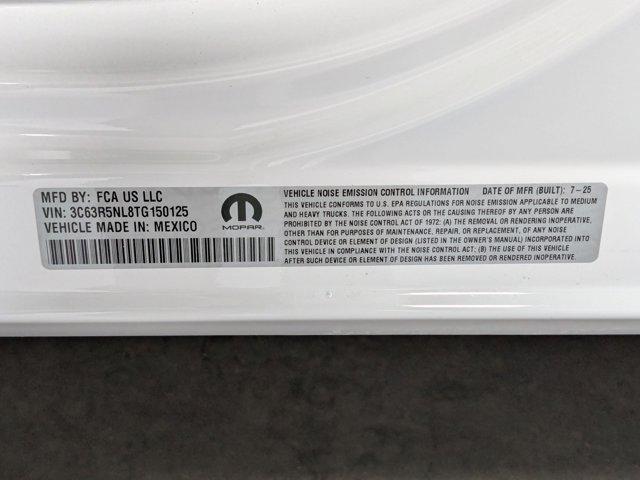 MFD BY: FCA US LLC
VIN: 3C63R5NL8TG150125
VEHICLE MADE IN: MEXICO
MOPAR
VEHICLE NOISE EMISSION CONTROL INFORMATION DATE OF MFR (BUILT): 7-25
THIS VEHICLE CONFORMS TO U.S. EPA REGULATIONS FOR NOISE EMISSION APPLICABLE TO MEDIUM
AND HEAVY TRUCKS. THE FOLLOWING ACTS OR THE CAUSING THEREOF BY ANY PERSON ARE
PROHIBITED BY THE NOISE CONTROL ACT OF 1972: (A) THE REMOVAL OR RENDERING INOPERATIVE,
OTHER THAN FOR PURPOSES OF MAINTENANCE, REPAIR, OR REPLACEMENT, OF ANY NOISE
CONTROL DEVICE OR ELEMENT OF DESIGN (LISTED IN THE OWNER'S MANUAL) INCORPORATED INTO
THIS VEHICLE IN COMPLIANCE WITH THE NOISE CONTROL ACT; (B) THE USE OF THIS VEHICLE
AFTER SUCH DEVICE OR ELEMENT OF DESIGN HAS BEEN REMOVED OR RENDERED INOPERATIVE.